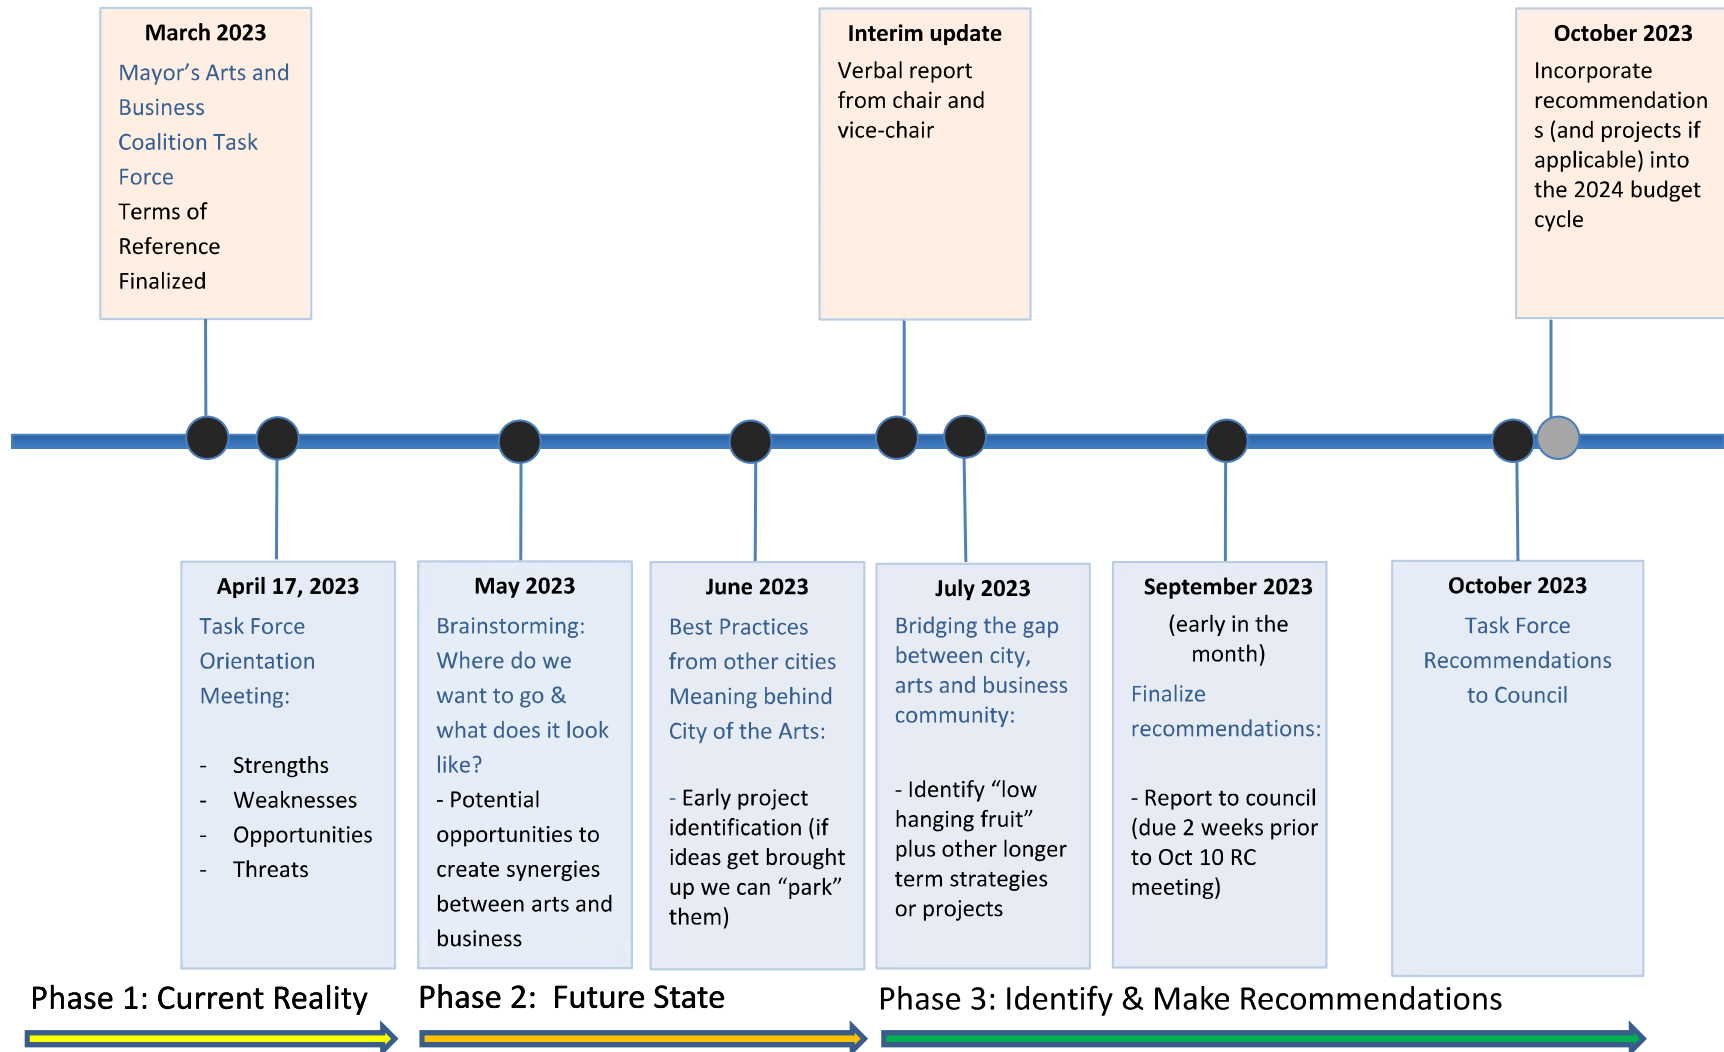 March 2023
Mayor’s Arts and
Business
Coalition Task
Force
Terms of
Reference
Finalized
Interim update
Verbal report
from chair and
vice-chair
October 2023
Incorporate
recommendation
s (and projects if
applicable) into
the 2024 budget
cycle
April 17, 2023
Task Force
Orientation
Meeting:
- Strengths
- Weaknesses
- Opportunities
- Threats
May 2023
Brainstorming:
Where do we
want to go &
what does it look
like?
- Potential
opportunities to
create synergies
between arts and
business
June 2023
Best Practices
from other cities
Meaning behind
City of the Arts:
- Early project
identification (if
ideas get brought
up we can “park”
them)
July 2023
Bridging the gap
between city,
arts and business
community:
- Identify “low
hanging fruit”
plus other longer
term strategies
or projects
September 2023
(early in the
month)
Finalize
recommendations:
- Report to council
(due 2 weeks prior
to Oct 10 RC
meeting)
October 2023
Task Force
Recommendations
to Council
Phase 1: Current Reality
Phase 2: Future State
Phase 3: Identify & Make Recommendations